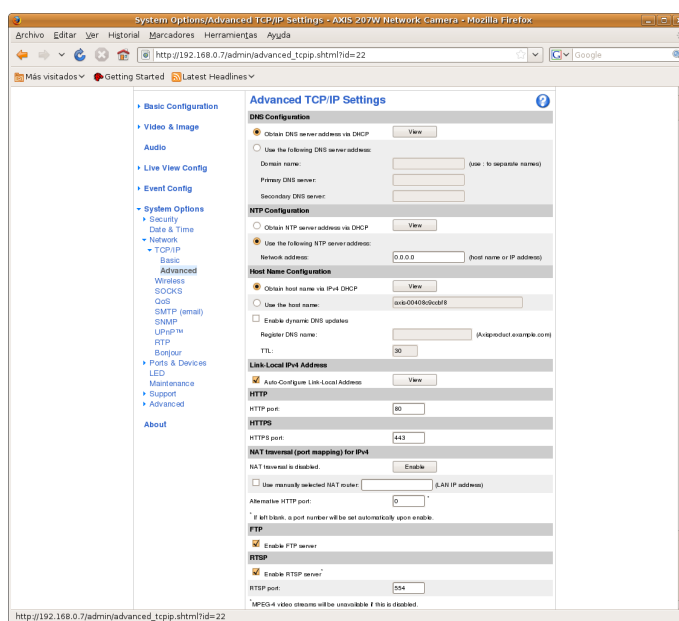 System Options/Advanced TCP/IP Settings - AXIS 207W Network Camera - Mozilla Firefox
Archivo Editar Ver Historial Marcadores Herramientas Ayuda
http://192.168.0.7/admin/advanced_tcpip.shtml?id=22
Google
Más visitados Getting Started Latest Headlines
Basic Configuration
Video & Image
Audio
Live View Config
Event Config
System Options
Security
Date & Time
Network
TCP/IP
Basic
Advanced
Wireless
SOCKS
QoS
SMTP (email)
SNMP
UPnP™
RTP
Bonjour
Ports & Devices
LED
Maintenance
Support
Advanced
About
Advanced TCP/IP Settings ?
DNS Configuration
Obtain DNS server address via DHCP View
Use the following DNS server address:
Domain name: (use ; to separate names)
Primary DNS server:
Secondary DNS server:
NTP Configuration
Obtain NTP server address via DHCP View
Use the following NTP server address:
Network address: 0.0.0.0 (host name or IP address)
Host Name Configuration
Obtain host name via IPv4 DHCP View
Use the host name: axis-00408c9ccbf8
Enable dynamic DNS updates
Register DNS name: (Axisproduct.example.com)
TTL: 30
Link-Local IPv4 Address
Auto-Configure Link-Local Address View
HTTP
HTTP port: 80
HTTPS
HTTPS port: 443
NAT traversal (port mapping) for IPv4
NAT traversal is disabled. Enable
Use manually selected NAT router: (LAN IP address)
Alternative HTTP port: 0 *
* If left blank, a port number will be set automatically upon enable.
FTP
Enable FTP server
RTSP
Enable RTSP server*
RTSP port: 554
*MPEG-4 video streams will be unavailable if this is disabled.
http://192.168.0.7/admin/advanced_tcpip.shtml?id=22